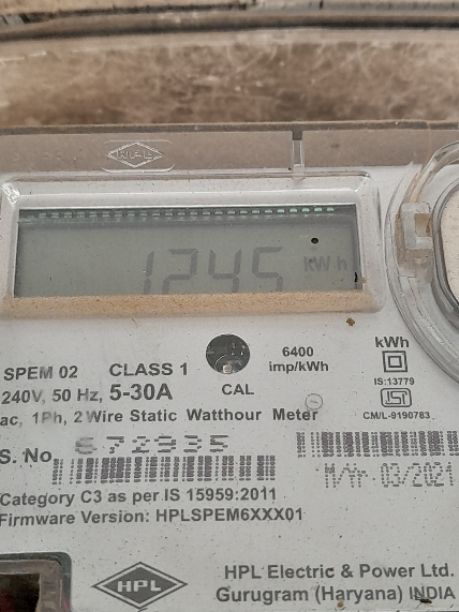 HPL
1245 kWh
SPEM 02 CLASS 1 6400 imp/kWh kWh
240V, 50 Hz, 5-30A CAL IS:13779
ac, 1Ph, 2 Wire Static Watthour Meter CM/L-9190783
S. No 672935
M/Yr 03/2021
Category C3 as per IS 15959:2011
Firmware Version: HPLSPEM6XXX01
HPL HPL Electric & Power Ltd.
Gurugram (Haryana) INDIA